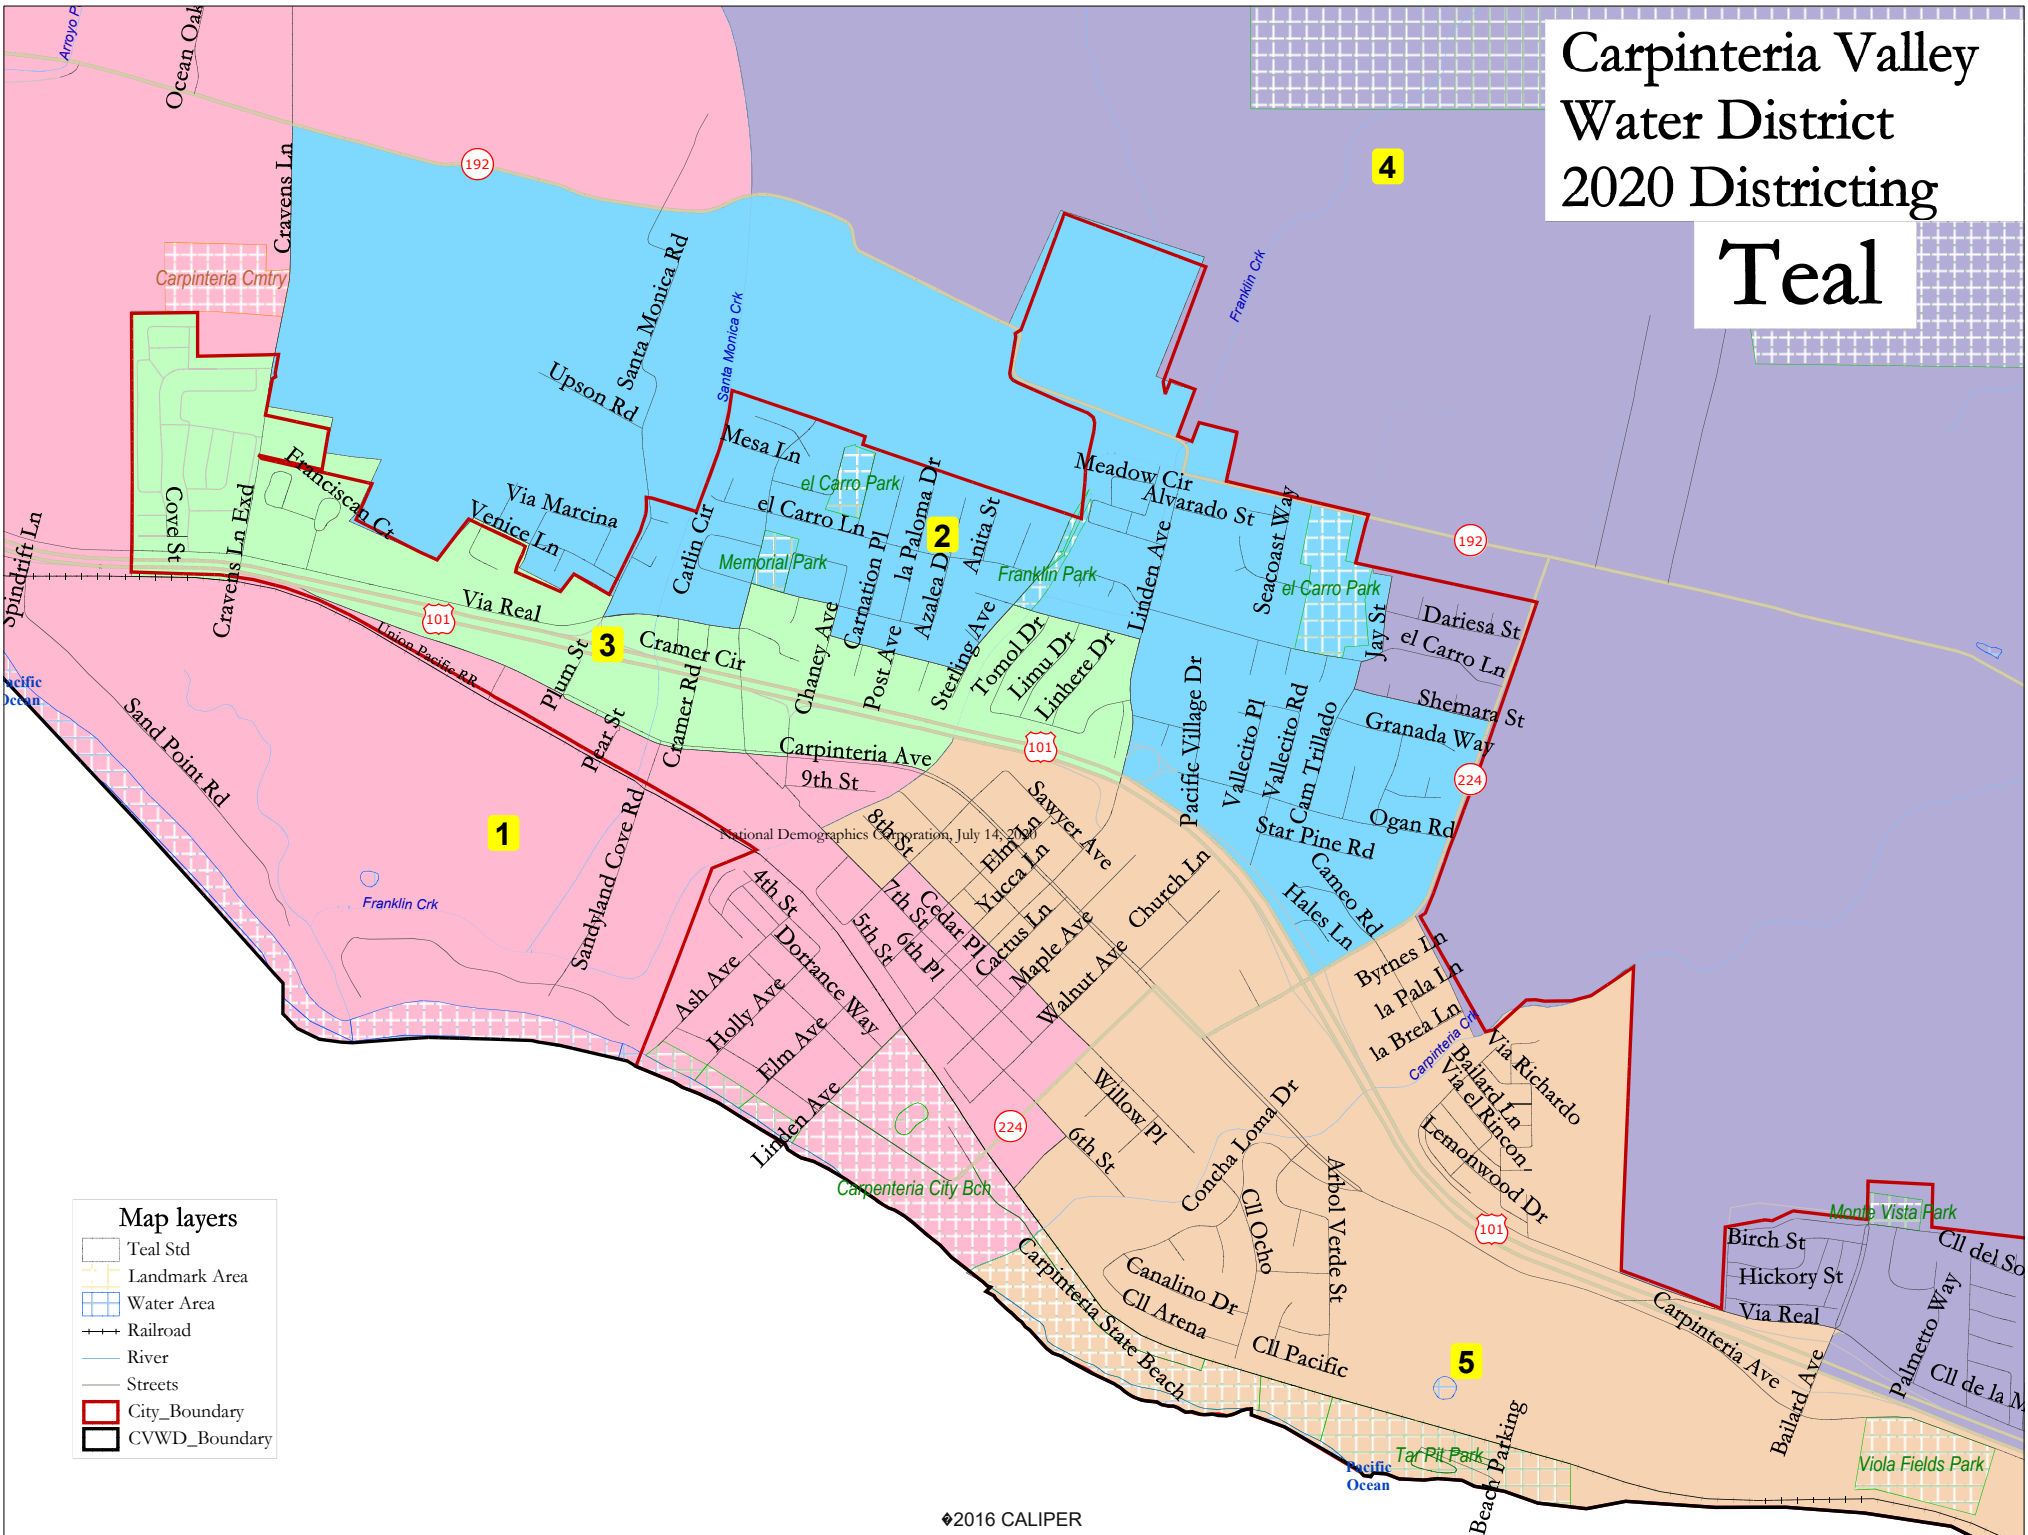 Carpinteria Valley
Water District
2020 Districting
Teal
Ocean Oak
Cravens Ln
192
4
Carpinteria Cmtry
Santa Monica Rd
Santa Monica Crk
Franklin Crk
Upson Rd
Mesa Ln
el Carro Park
Meadow Cir
Alvarado St
Franciscan Ct
Cove St
Cravens Ln Exd
Via Marcina
Venice Ln
Catlin Cir
el Carro Ln
Carnation Pl
la Paloma Dr
2
Anita St
Azalea D
Memorial Park
Franklin Park
Linden Ave
Seacoast Way
el Carro Park
192
Spindrift Ln
Via Real
101
Union Pacific RR
3
Plum St
Cramer Cir
Cramer Rd
Chaney Ave
Post Ave
Sterling Ave
Tomol Dr
Limu Dr
Linhere Dr
Jay St
Dariesa St
el Carro Ln
Shemara St
Granada Way
Pacific Village Dr
Vallecito Pl
Vallecito Rd
Cam Trillado
224
Pear St
Carpinteria Ave
9th St
101
Sand Point Rd
1
National Demographics Corporation, July 14, 2020
8th St
Elm Ln
Sawyer Ave
Yucca Ln
Church Ln
Star Pine Rd
Ogan Rd
Cameo Rd
Hales Ln
Sandyland Cove Rd
Franklin Crk
4th St
7th St
Cedar Pl
5th St
6th Pl
Cactus Ln
Maple Ave
Walnut Ave
Dorrance Way
Ash Ave
Holly Ave
Elm Ave
Linden Ave
Byrnes Ln
la Pala Ln
la Brea Ln
Carpinteria Crk
Via Richardo
Bailard Ln
Via el Rincon
Lemonwood Dr
Willow Pl
6th St
224
Concha Loma Dr
Carpenteria City Bch
Cll Ocho
Arbol Verde St
101
Canalino Dr
Cll Arena
Cll Pacific
Carpinteria State Beach
5
Monte Vista Park
Birch St
Hickory St
Via Real
Cll del So
Carpinteria Ave
Palmetto Way
Bailard Ave
Cll de la M
Tar Pit Park
Beach Parking
Viola Fields Park
Pacific
Ocean
Map layers
Teal Std
Landmark Area
Water Area
Railroad
River
Streets
City_Boundary
CVWD_Boundary
�2016 CALIPER